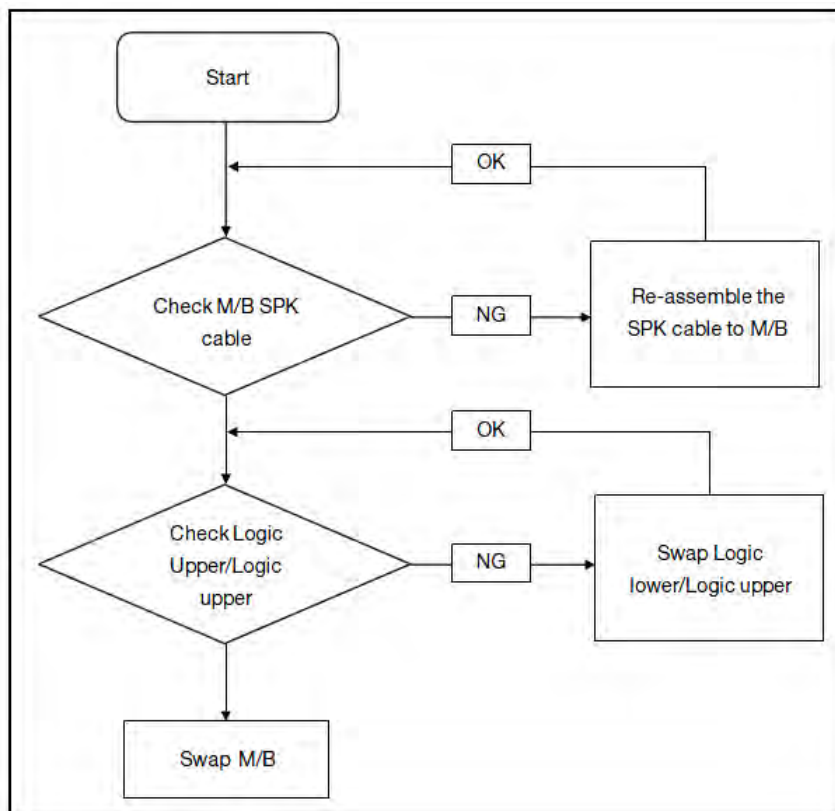 Start
OK
Check M/B SPK
cable
NG
Re-assemble the
SPK cable to M/B
OK
Check Logic
Upper/Logic
upper
NG
Swap Logic
lower/Logic upper
Swap M/B